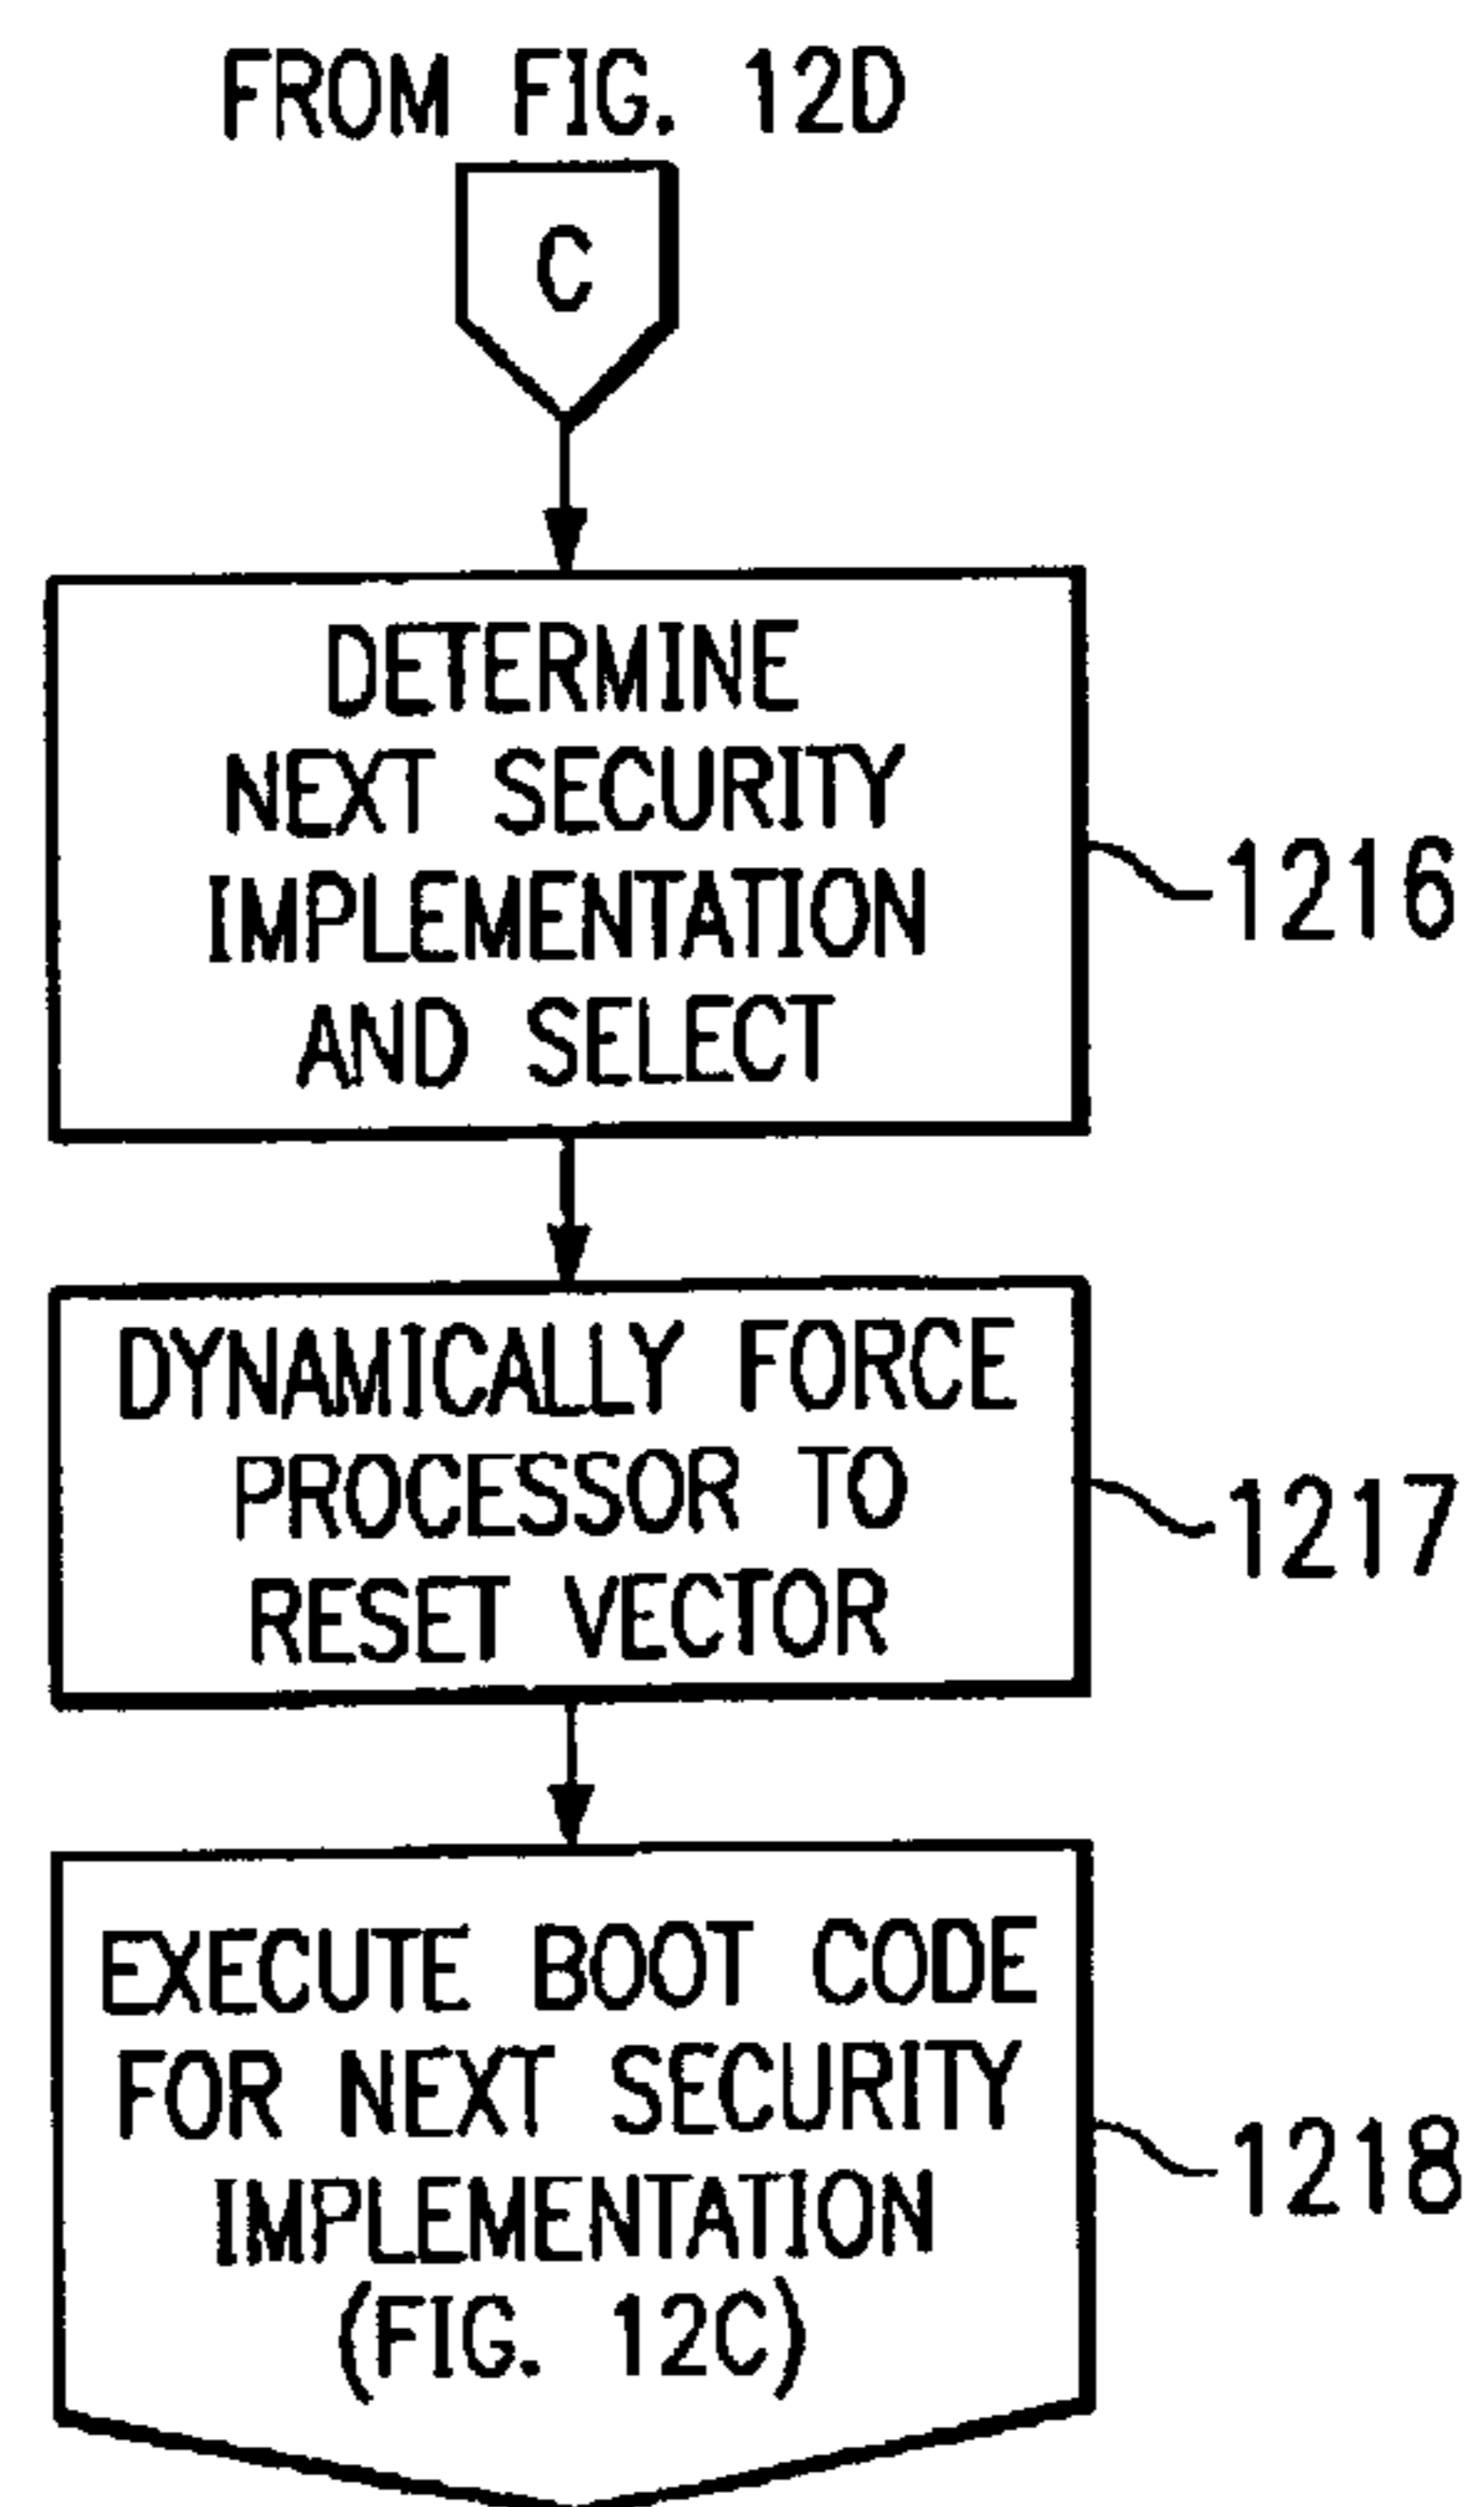 FROM FIG. 12D
C
DETERMINE
NEXT SECURITY
IMPLEMENTATION
AND SELECT
1216
DYNAMICALLY FORCE
PROCESSOR TO
RESET VECTOR
1217
EXECUTE BOOT CODE
FOR NEXT SECURITY
IMPLEMENTATION
(FIG. 12C)
1218